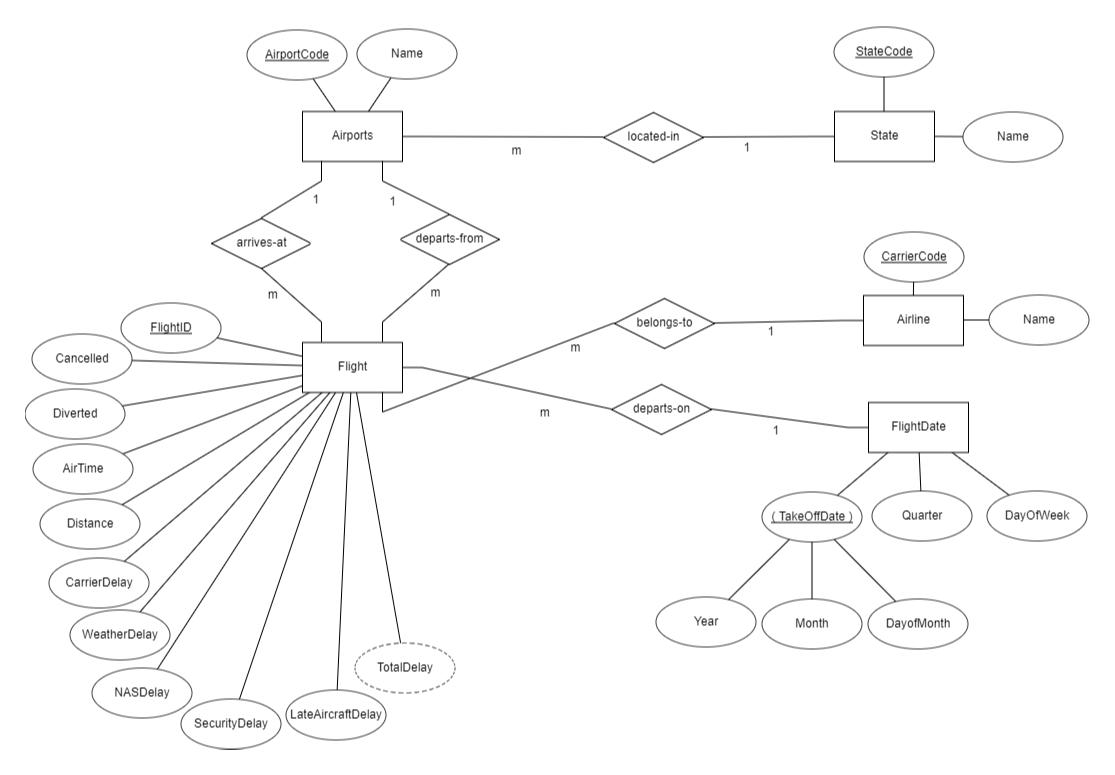 AirportCode
Name
StateCode
Airports
located-in
State
Name
m
1
1
1
arrives-at
departs-from
CarrierCode
m
m
FlightID
belongs-to
Airline
Name
1
m
Cancelled
Flight
Diverted
m
departs-on
1
FlightDate
AirTime
Distance
( TakeOffDate )
Quarter
DayOfWeek
CarrierDelay
WeatherDelay
Year
Month
DayofMonth
TotalDelay
NASDelay
LateAircraftDelay
SecurityDelay